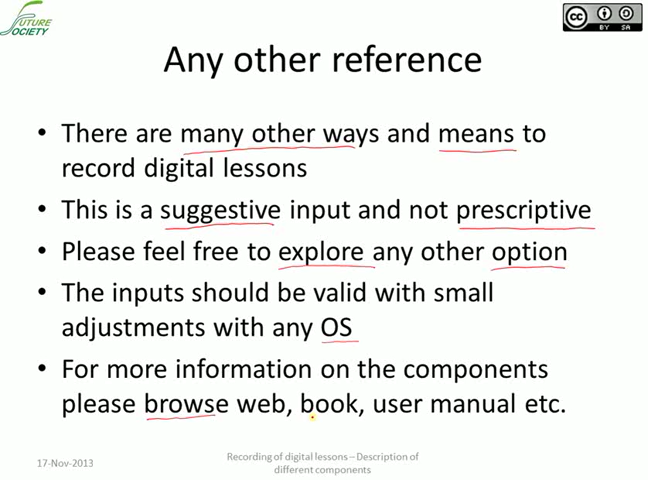 FUTURE
SOCIETY
cc BY SA
Any other reference
• There are many other ways and means to
record digital lessons
• This is a suggestive input and not prescriptive
• Please feel free to explore any other option
• The inputs should be valid with small
adjustments with any OS
• For more information on the components
please browse web, book, user manual etc.
17-Nov-2013
Recording of digital lessons – Description of
different components